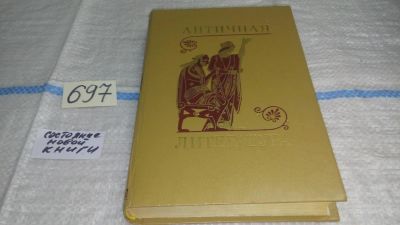 АНТИЧНАЯ
697
состояние
новой
книги
ЛИТЕРАТУРА